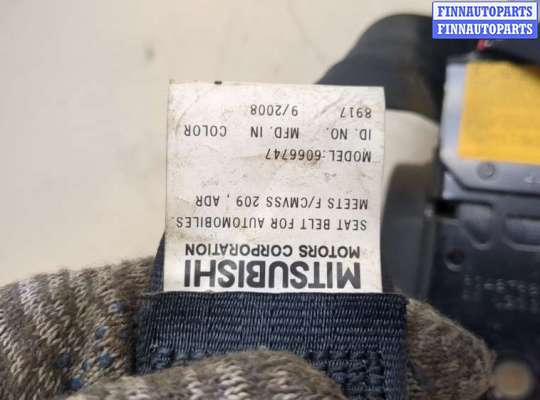 FINNAUTOPARTS
FINNAUTOPARTS
MITSUBISHI
MOTORS CORPORATION
SEAT BELT FOR AUTOMOBILES.
MEETS F/CMVSS 209 , ADR
MODEL:6066747
ID. NO. MFD. IN COLOR
8917 9/2008